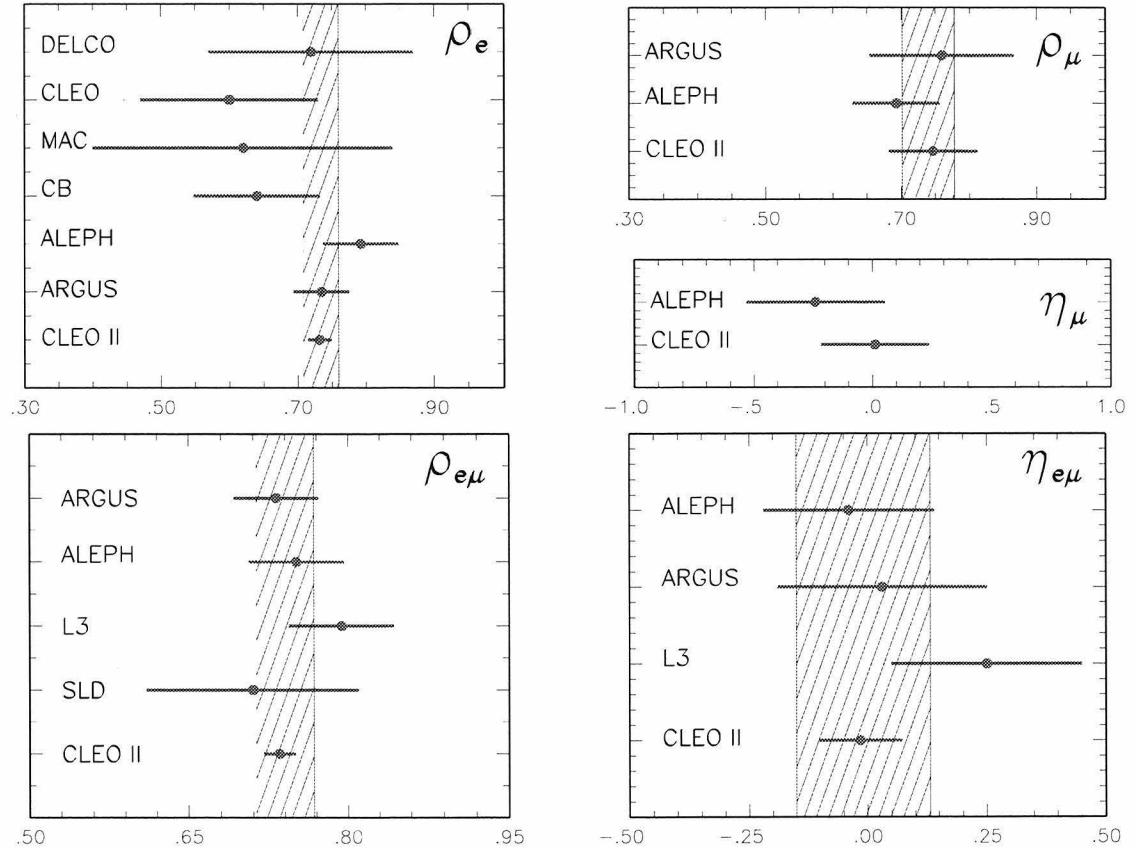 ρe
DELCO
CLEO
MAC
CB
ALEPH
ARGUS
CLEO II
.30 .50 .70 .90
ρμ
ARGUS
ALEPH
CLEO II
.30 .50 .70 .90
ημ
ALEPH
CLEO II
-1.0 -.5 .0 .5 1.0
ρeμ
ARGUS
ALEPH
L3
SLD
CLEO II
.50 .65 .80 .95
ηeμ
ALEPH
ARGUS
L3
CLEO II
-.50 -.25 .00 .25 .50